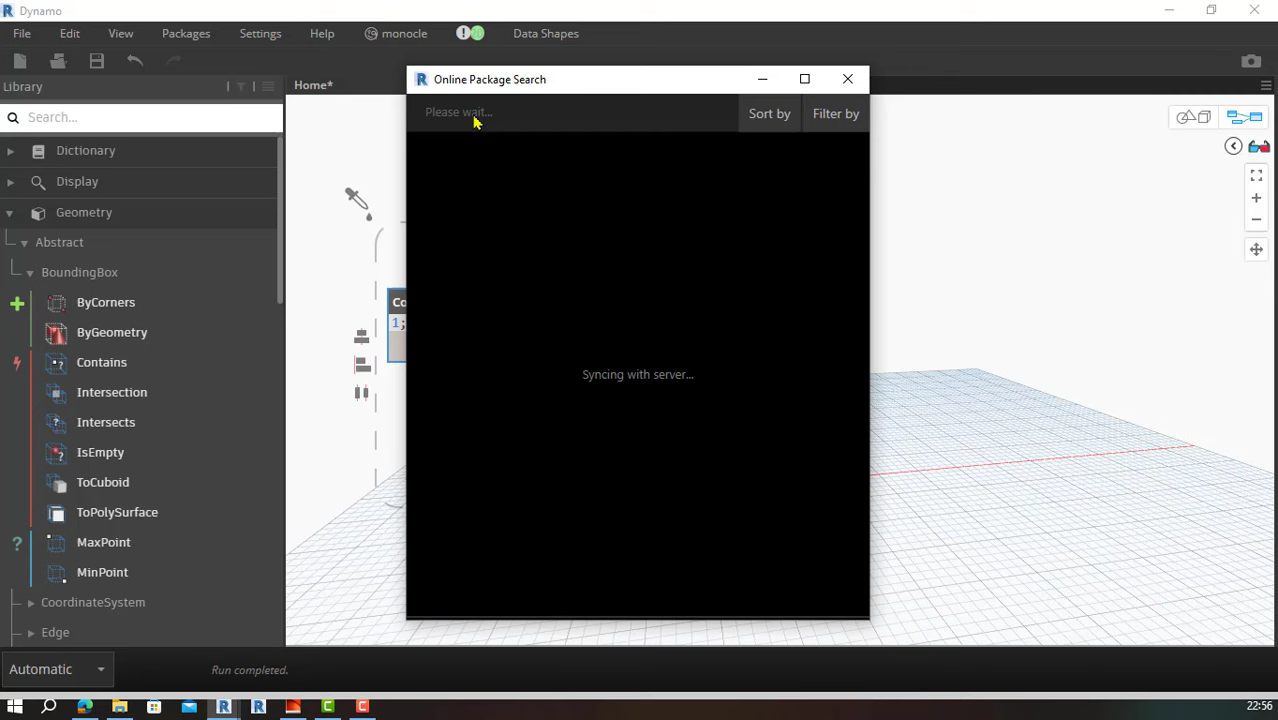 Dynamo
File Edit View Packages Settings Help monocle Data Shapes
Library
Home*
Online Package Search
Search...
Please wait...
Sort by
Filter by
Dictionary
Display
Geometry
Abstract
BoundingBox
ByCorners
ByGeometry
Contains
Intersection
Intersects
IsEmpty
ToCuboid
ToPolySurface
MaxPoint
MinPoint
CoordinateSystem
Edge
Co
1;
Syncing with server...
Automatic
Run completed.
22:56